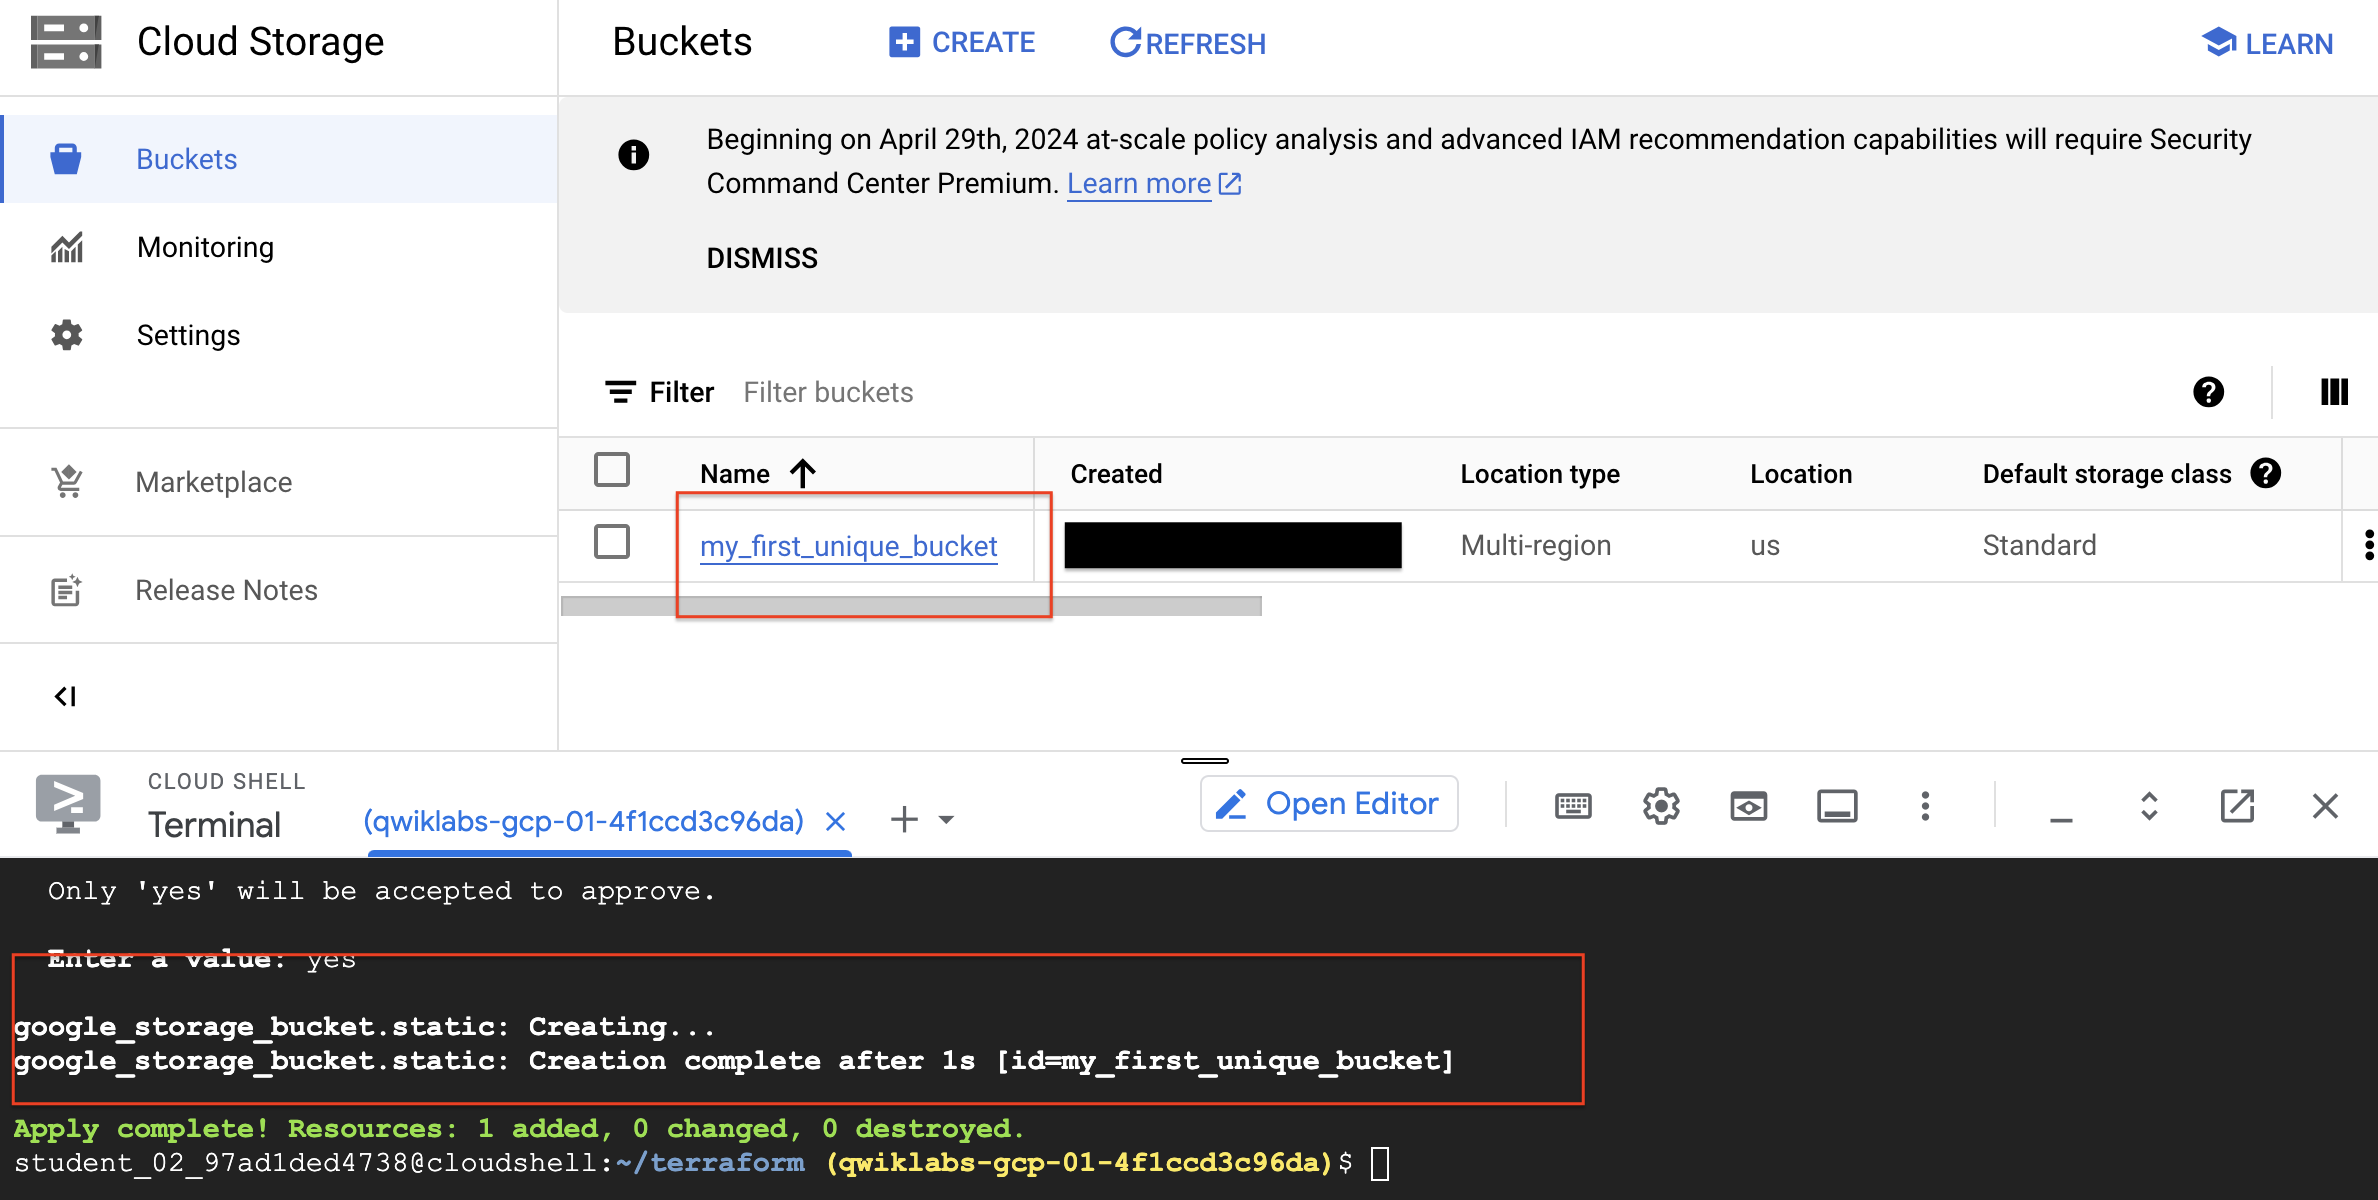 Cloud Storage
Buckets
CREATE
REFRESH
LEARN
Buckets
Monitoring
Settings
Marketplace
Release Notes
Beginning on April 29th, 2024 at-scale policy analysis and advanced IAM recommendation capabilities will require Security
Command Center Premium. Learn more
DISMISS
Filter Filter buckets
Name Created Location type Location Default storage class
my_first_unique_bucket Multi-region us Standard
CLOUD SHELL
Terminal
(qwiklabs-gcp-01-4f1ccd3c96da)
Open Editor
Only 'yes' will be accepted to approve.
Enter a value: yes
google_storage_bucket.static: Creating...
google_storage_bucket.static: Creation complete after 1s [id=my_first_unique_bucket]
Apply complete! Resources: 1 added, 0 changed, 0 destroyed.
student_02_97ad1ded4738@cloudshell:~/terraform (qwiklabs-gcp-01-4f1ccd3c96da)$